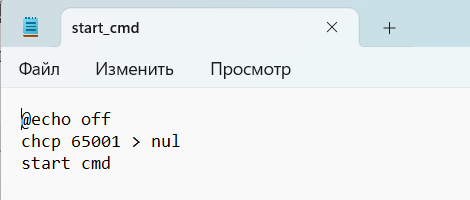 start_cmd
Файл Изменить Просмотр
@echo off
chcp 65001 > nul
start cmd